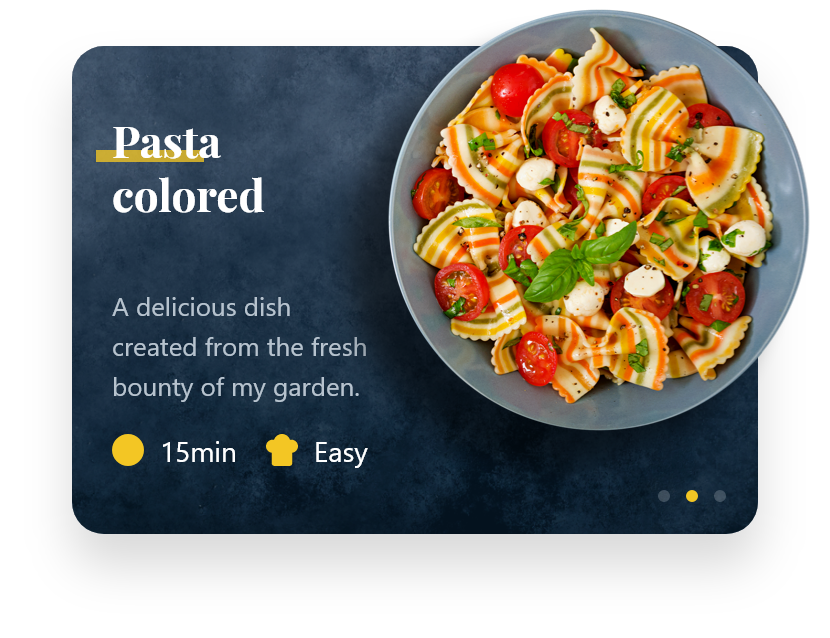 Pasta
colored
A delicious dish
created from the fresh
bounty of my garden.
15min Easy